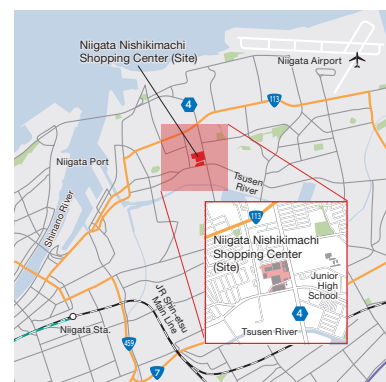 Niigata Nishikimachi
Shopping Center (Site)
Niigata Airport
4
113
Niigata Port
Tsusen
River
Shinano River
113
Niigata Nishikimachi
Shopping Center
(Site)
Junior
High
School
4
Tsusen River
JR Shin-etsu
Main Line
Niigata Sta.
459
7